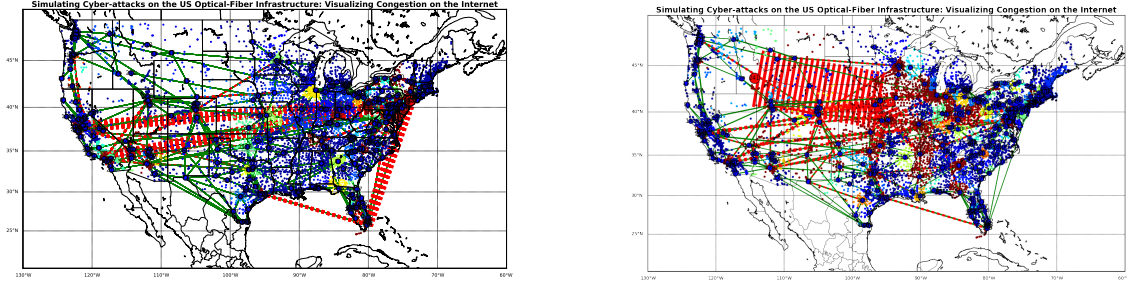 Simulating Cyber-attacks on the US Optical-Fiber Infrastructure: Visualizing Congestion on the Internet
45°N
40°N
35°N
30°N
25°N
130°W 120°W 110°W 100°W 90°W 80°W 70°W 60°W
Simulating Cyber-attacks on the US Optical-Fiber Infrastructure: Visualizing Congestion on the Internet
45°N
40°N
35°N
30°N
25°N
130°W 120°W 110°W 100°W 90°W 80°W 70°W 60°W